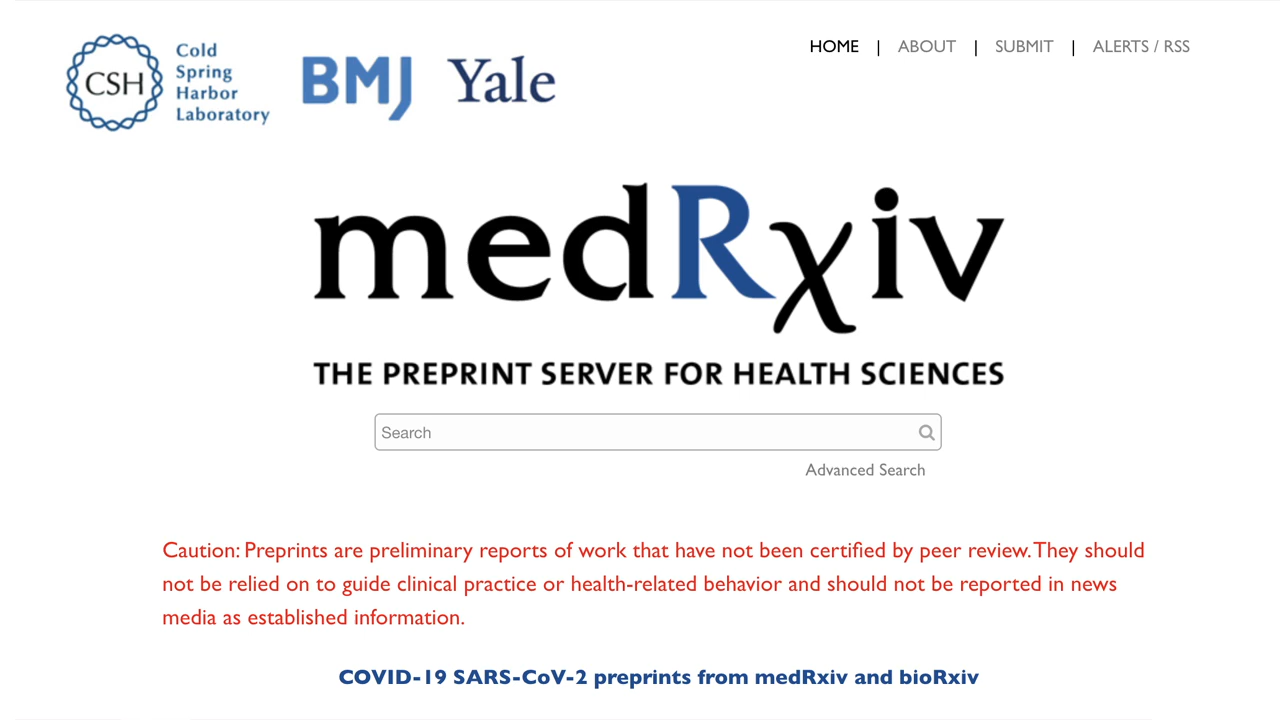 CSH
Cold
Spring
Harbor
Laboratory
BMJ
Yale
HOME | ABOUT | SUBMIT | ALERTS / RSS
medRχiv
THE PREPRINT SERVER FOR HEALTH SCIENCES
Search
Advanced Search
Caution: Preprints are preliminary reports of work that have not been certified by peer review. They should
not be relied on to guide clinical practice or health-related behavior and should not be reported in news
media as established information.
COVID-19 SARS-CoV-2 preprints from medRxiv and bioRxiv